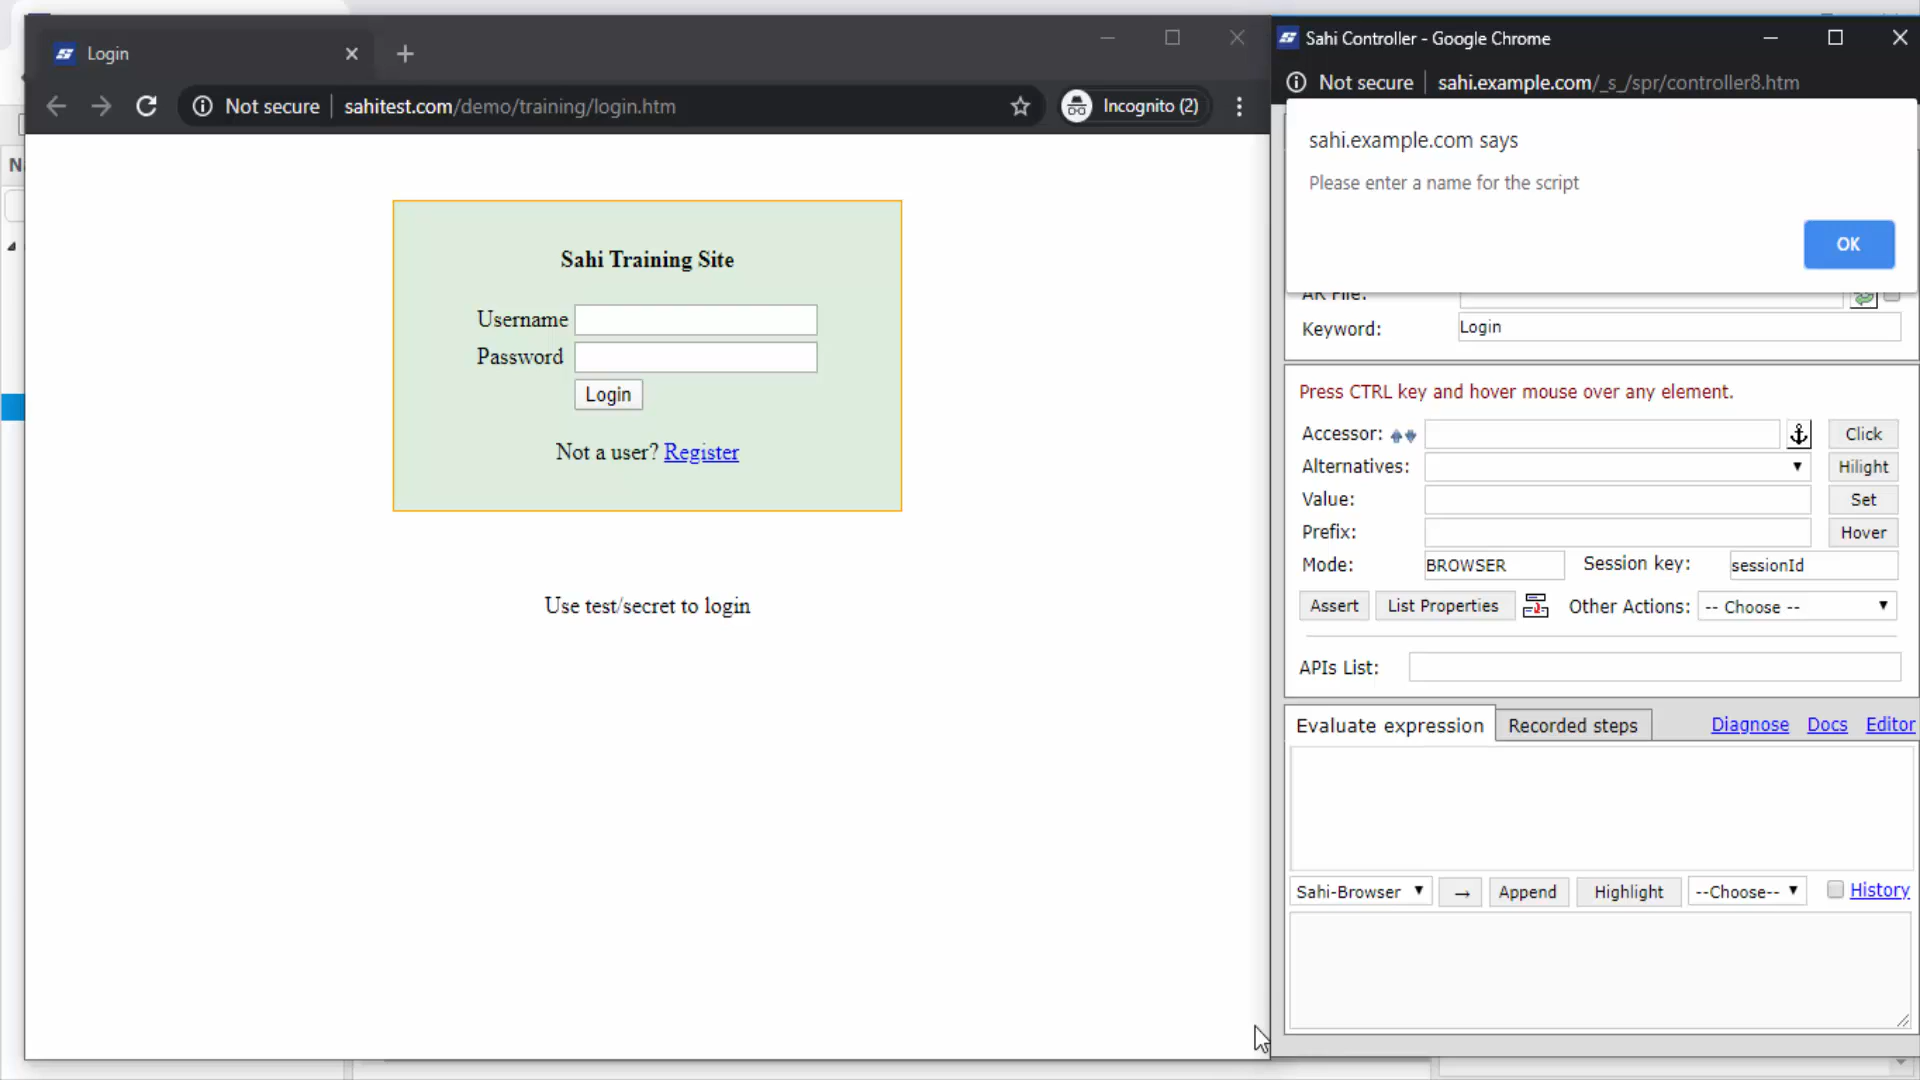 Login
Not secure
sahitest.com/demo/training/login.htm
Incognito (2)
Sahi Training Site
Username
Password
Login
Not a user? Register
Use test/secret to login
Sahi Controller - Google Chrome
Not secure
sahi.example.com/_s_/spr/controller8.htm
sahi.example.com says
Please enter a name for the script
OK
AR File:
Keyword: Login
Press CTRL key and hover mouse over any element.
Accessor: Click
Alternatives: Hilight
Value: Set
Prefix: Hover
Mode: BROWSER Session key: sessionId
Assert List Properties Other Actions: -- Choose --
APIs List:
Evaluate expression Recorded steps Diagnose Docs Editor
Sahi-Browser → Append Highlight --Choose-- History